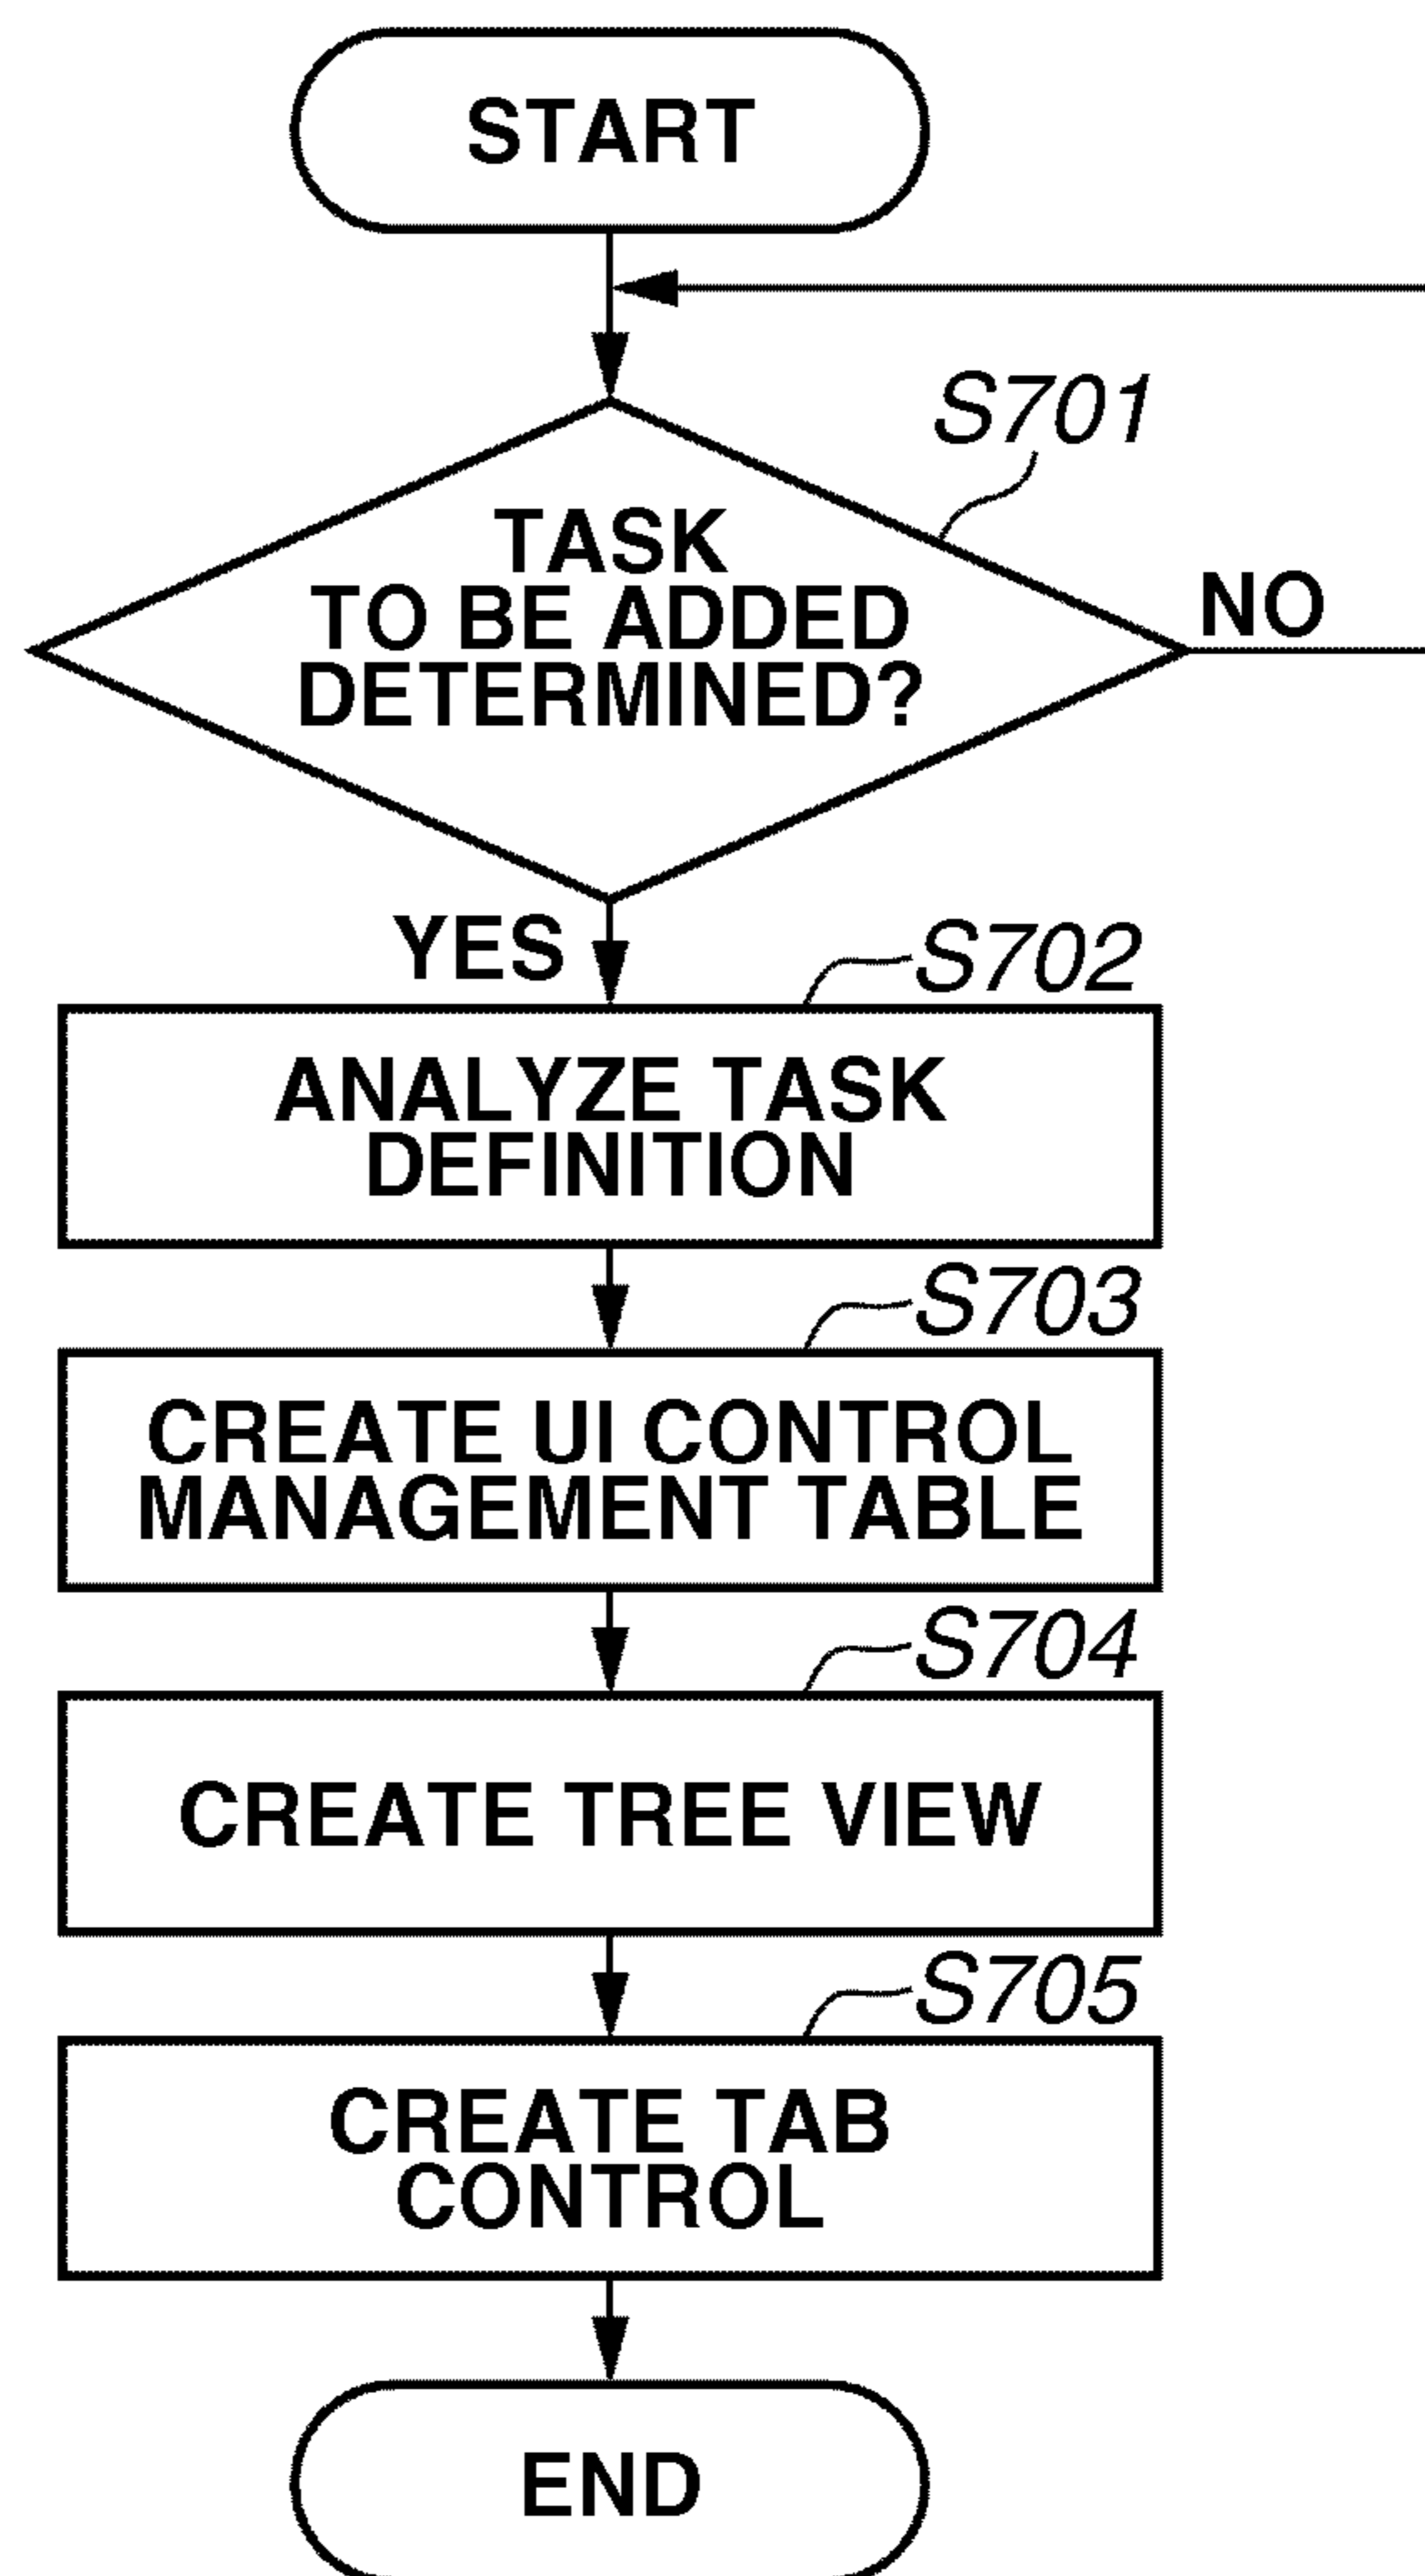 START
S701
TASK
TO BE ADDED
DETERMINED?
NO
YES
S702
ANALYZE TASK
DEFINITION
S703
CREATE UI CONTROL
MANAGEMENT TABLE
S704
CREATE TREE VIEW
S705
CREATE TAB
CONTROL
END